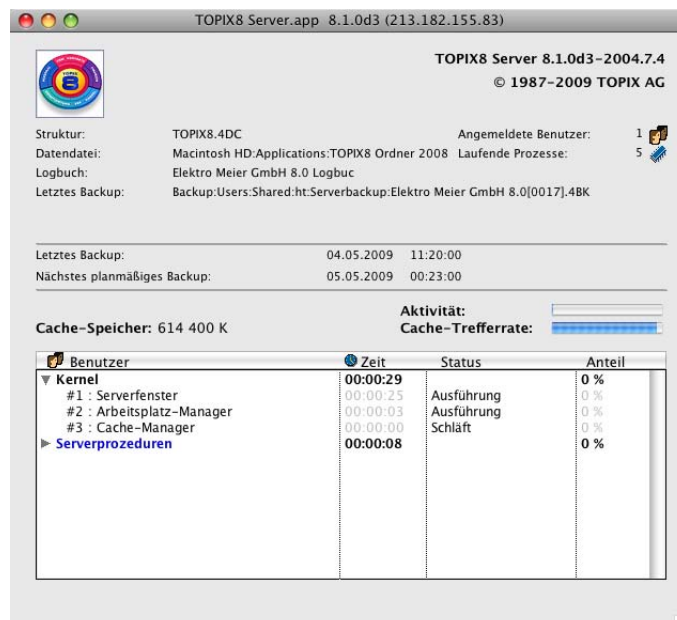 TOPIX8 Server.app 8.1.0d3 (213.182.155.83)
TOPIX8 Server 8.1.0d3-2004.7.4
© 1987-2009 TOPIX AG
TOPIX
8
Struktur: TOPIX8.4DC Angemeldete Benutzer: 1
Datendatei: Macintosh HD:Applications:TOPIX8 Ordner 2008 Laufende Prozesse: 5
Logbuch: Elektro Meier GmbH 8.0 Logbuc
Letztes Backup: Backup:Users:Shared:ht:Serverbackup:Elektro Meier GmbH 8.0[0017].4BK
Letztes Backup: 04.05.2009 11:20:00
Nächstes planmäßiges Backup: 05.05.2009 00:23:00
Aktivität:
Cache-Speicher: 614 400 K Cache-Trefferrate:
Benutzer Zeit Status Anteil
Kernel 00:00:29 0 %
#1 : Serverfenster 00:00:25 Ausführung 0 %
#2 : Arbeitsplatz-Manager 00:00:03 Ausführung 0 %
#3 : Cache-Manager 00:00:00 Schläft 0 %
Serverprozeduren 00:00:08 0 %